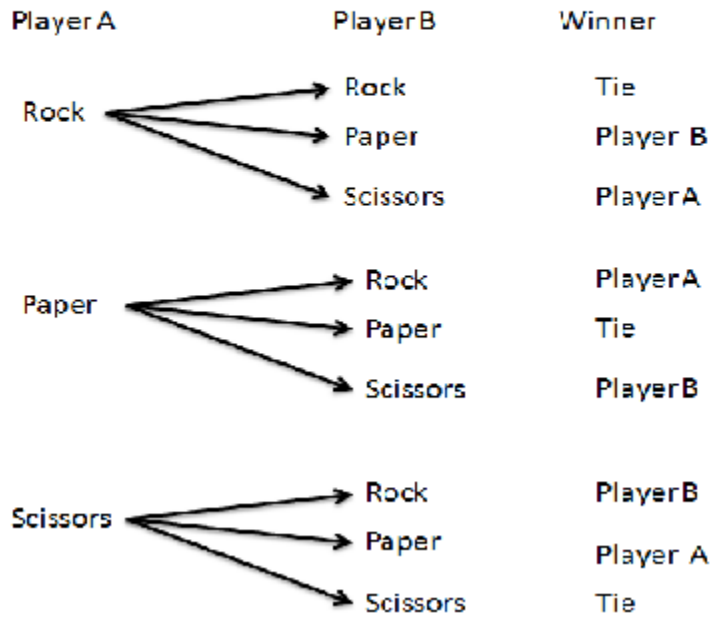 Player A Player B Winner
Rock Rock Tie
Paper Player B
Scissors Player A
Paper Rock Player A
Paper Tie
Scissors Player B
Scissors Rock Player B
Paper Player A
Scissors Tie